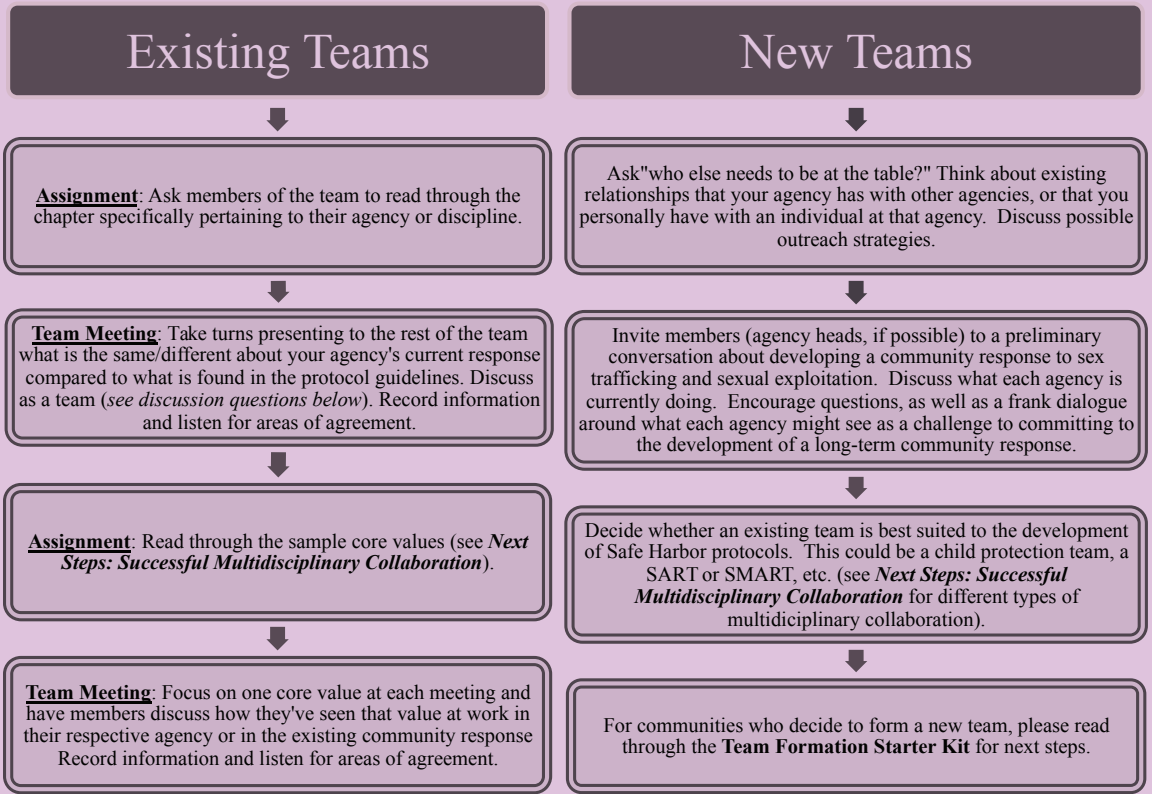 Existing Teams
Assignment: Ask members of the team to read through the
chapter specifically pertaining to their agency or discipline.
Team Meeting: Take turns presenting to the rest of the team
what is the same/different about your agency's current response
compared to what is found in the protocol guidelines. Discuss
as a team (see discussion questions below). Record information
and listen for areas of agreement.
Assignment: Read through the sample core values (see Next
Steps: Successful Multidisciplinary Collaboration).
Team Meeting: Focus on one core value at each meeting and
have members discuss how they've seen that value at work in
their respective agency or in the existing community response
Record information and listen for areas of agreement.
New Teams
Ask"who else needs to be at the table?" Think about existing
relationships that your agency has with other agencies, or that you
personally have with an individual at that agency.  Discuss possible
outreach strategies.
Invite members (agency heads, if possible) to a preliminary
conversation about developing a community response to sex
trafficking and sexual exploitation.  Discuss what each agency is
currently doing.  Encourage questions, as well as a frank dialogue
around what each agency might see as a challenge to committing to
the development of a long-term community response.
Decide whether an existing team is best suited to the development
of Safe Harbor protocols.  This could be a child protection team, a
SART or SMART, etc. (see Next Steps: Successful
Multidisciplinary Collaboration for different types of
multidiciplinary collaboration).
For communities who decide to form a new team, please read
through the Team Formation Starter Kit for next steps.